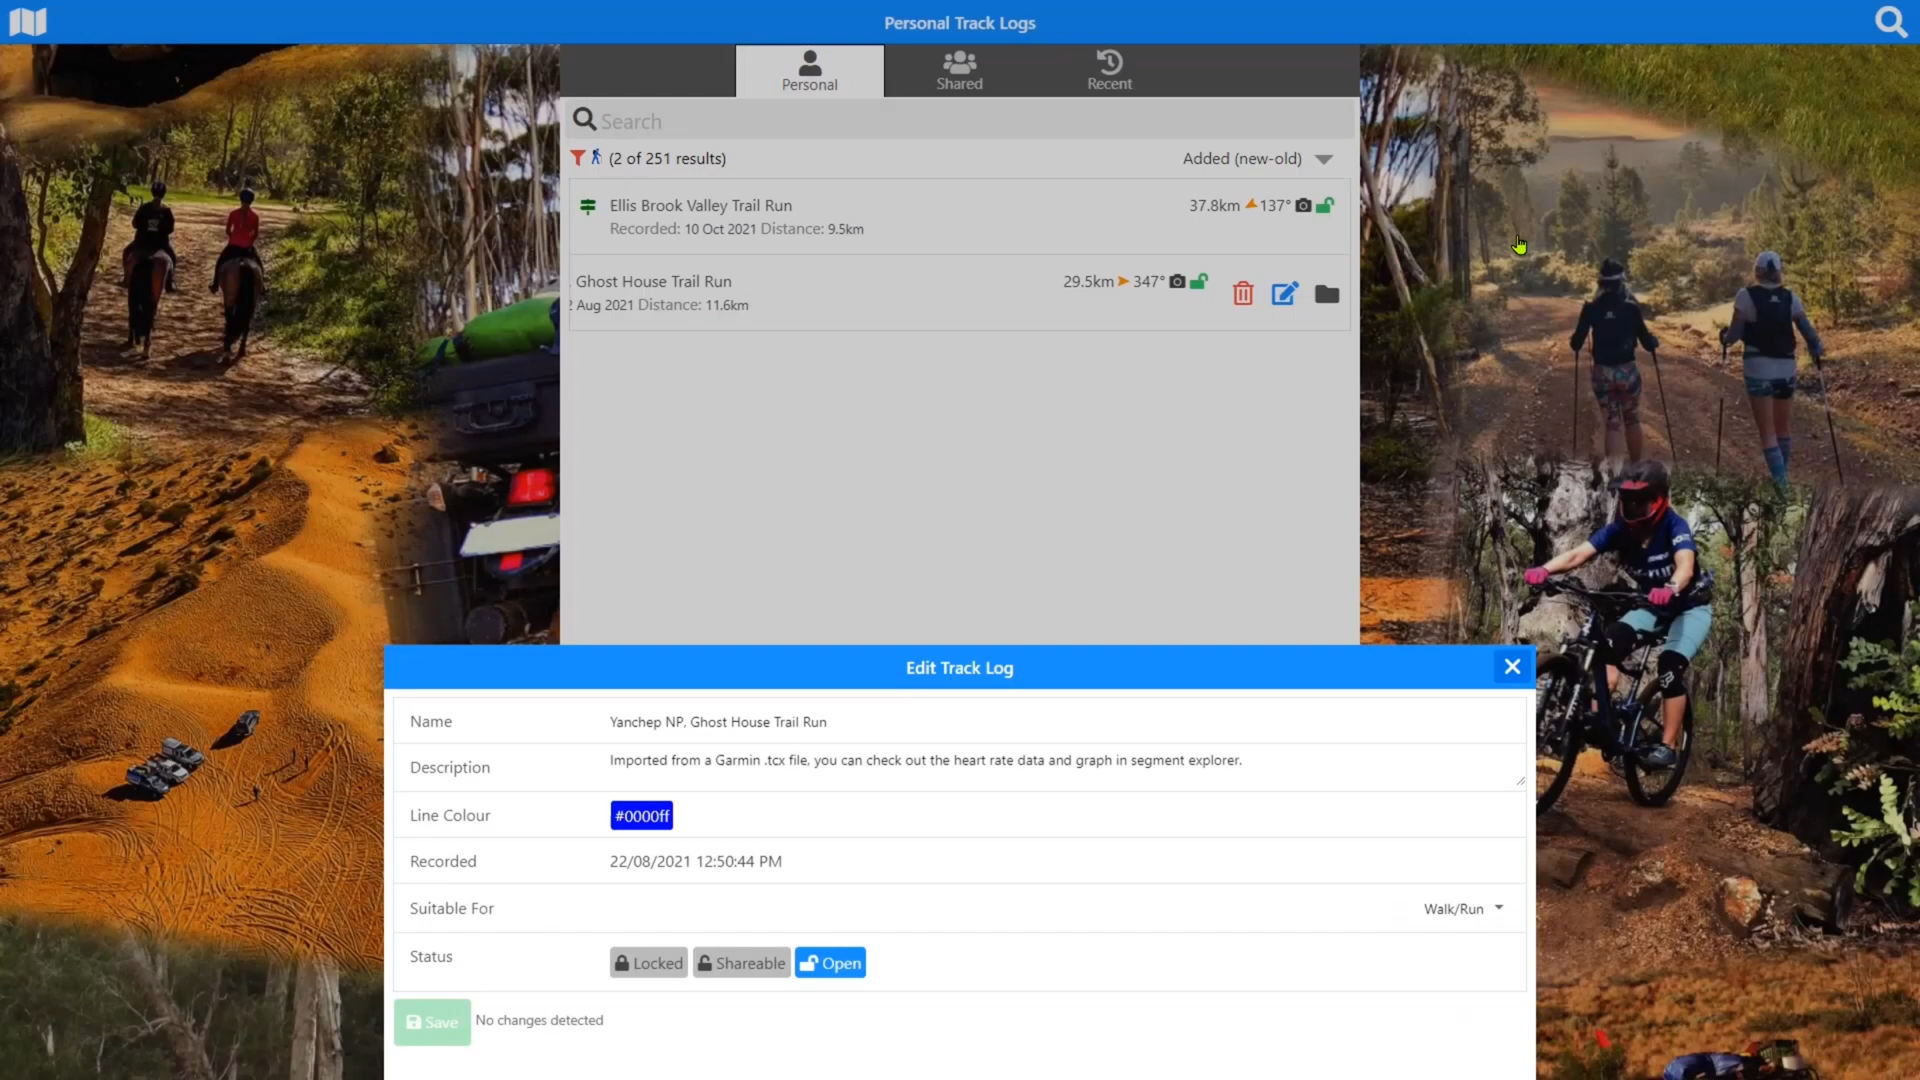 Personal Track Logs
Personal
Shared
Recent
Search
(2 of 251 results)
Added (new-old)
Ellis Brook Valley Trail Run
37.8km 137°
Recorded: 10 Oct 2021 Distance: 9.5km
Ghost House Trail Run
29.5km 347°
Aug 2021 Distance: 11.6km
Edit Track Log
Name
Yanchep NP, Ghost House Trail Run
Description
Imported from a Garmin .tcx file, you can check out the heart rate data and graph in segment explorer.
Line Colour
#0000ff
Recorded
22/08/2021 12:50:44 PM
Suitable For
Walk/Run
Status
Locked
Shareable
Open
Save
No changes detected